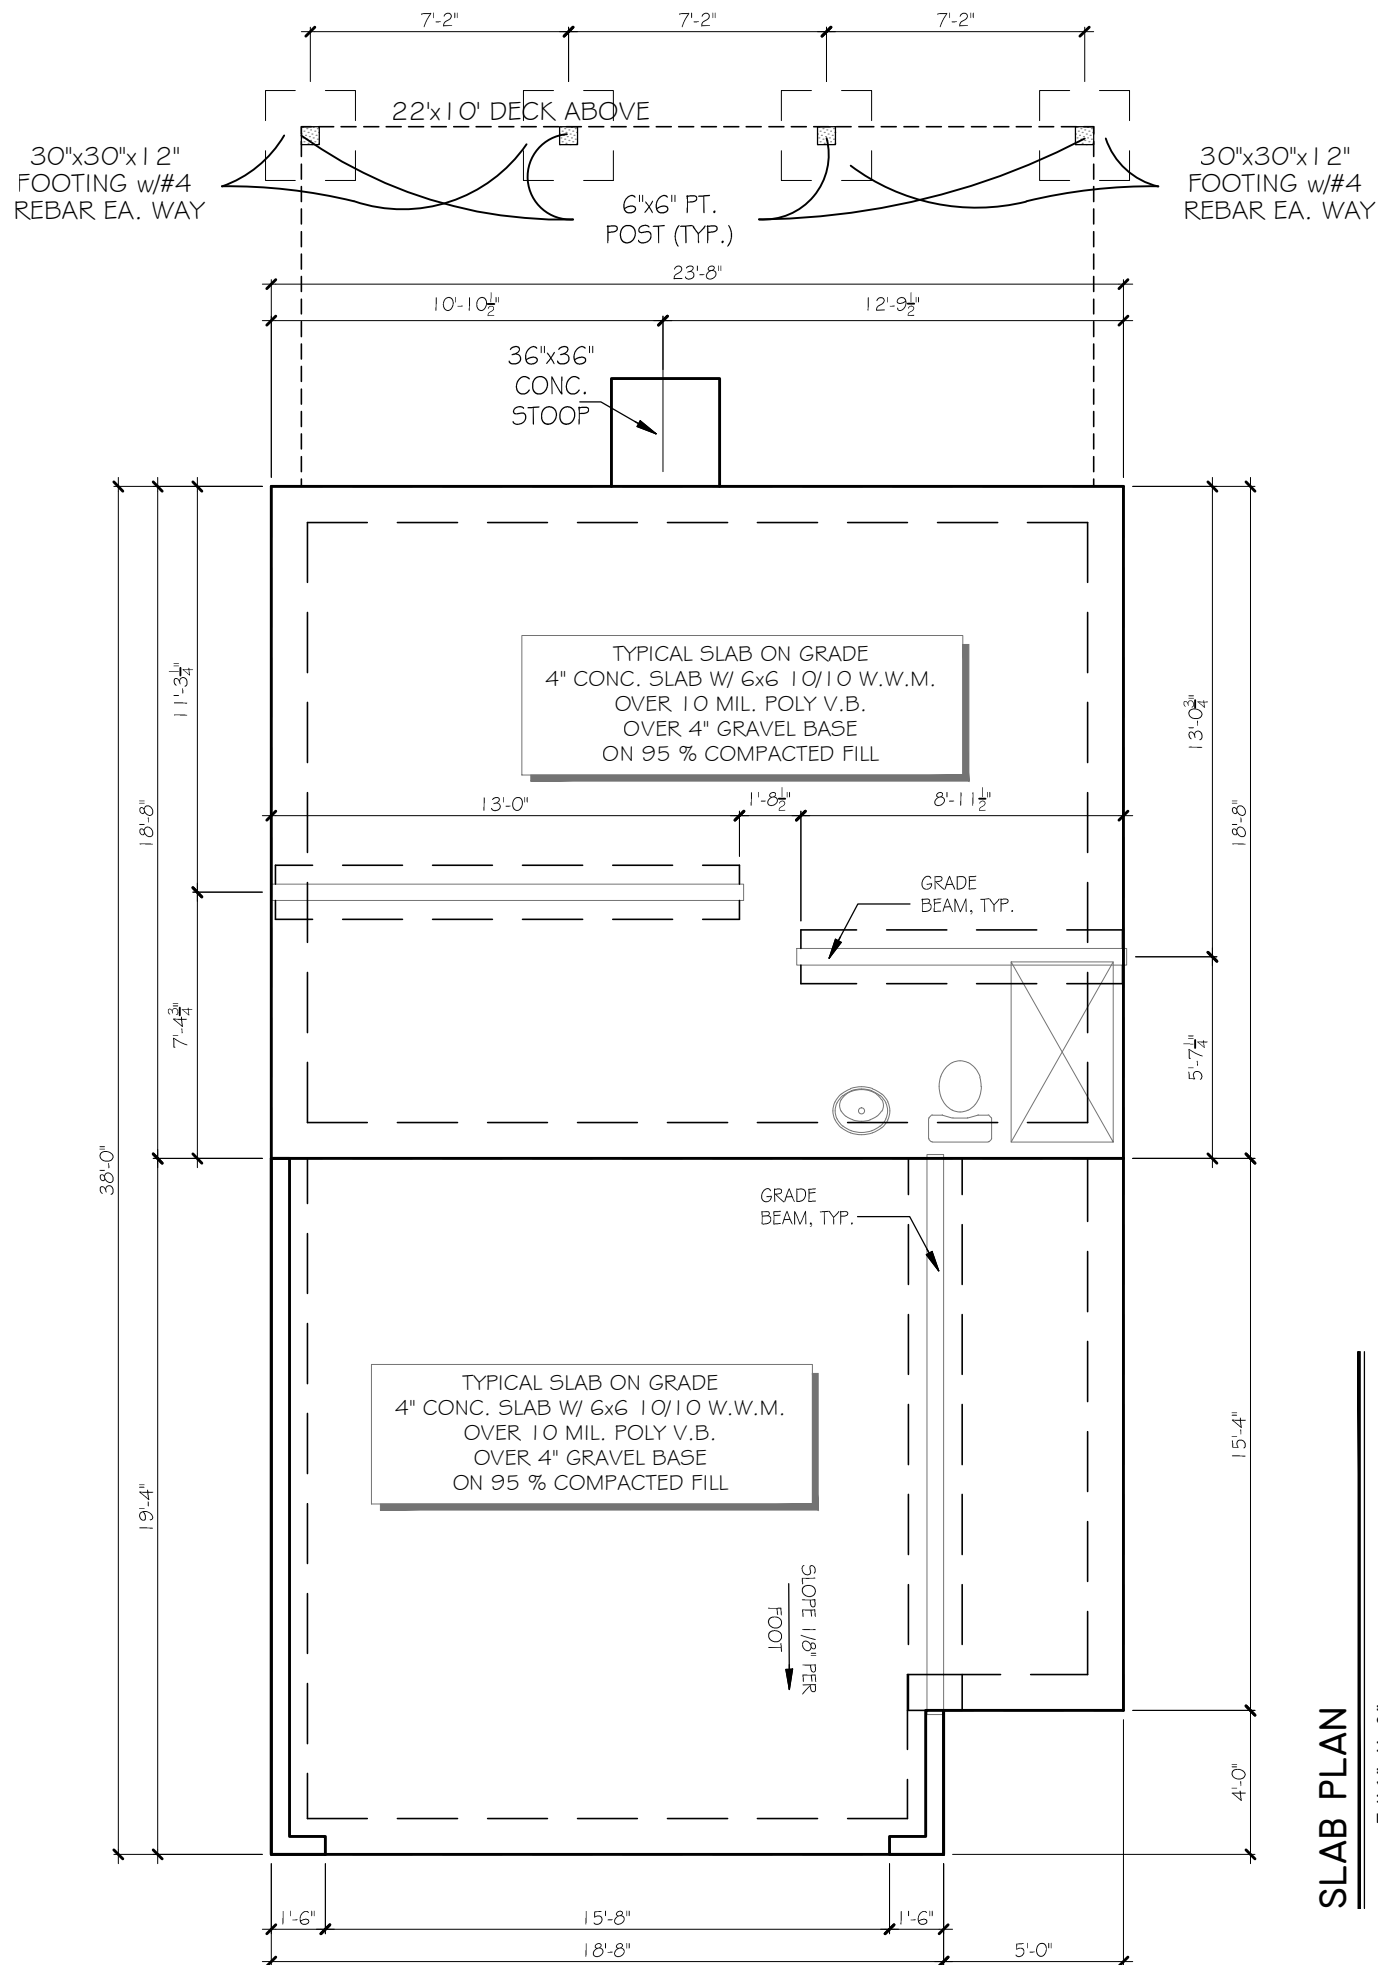 7'-2"
7'-2"
7'-2"
22'x10' DECK ABOVE
30"x30"x12"
FOOTING w/#4
REBAR EA. WAY
6"x6" PT.
POST (TYP.)
30"x30"x12"
FOOTING w/#4
REBAR EA. WAY
23'-8"
10'-10½"
12'-9½"
36"x36"
CONC.
STOOP
11'-3¼"
13'-0¾"
TYPICAL SLAB ON GRADE
4" CONC. SLAB W/ 6x6 10/10 W.W.M.
OVER 10 MIL. POLY V.B.
OVER 4" GRAVEL BASE
ON 95 % COMPACTED FILL
13'-0"
1'-8½"
8'-11½"
18'-8"
18'-8"
GRADE
BEAM, TYP.
7'-4¾"
5'-7¼"
38'-0"
GRADE
BEAM, TYP.
TYPICAL SLAB ON GRADE
4" CONC. SLAB W/ 6x6 10/10 W.W.M.
OVER 10 MIL. POLY V.B.
OVER 4" GRAVEL BASE
ON 95 % COMPACTED FILL
15'-4"
19'-4"
SLOPE 1/8" PER
FOOT
4'-0"
SLAB PLAN
1'-6"
15'-8"
1'-6"
18'-8"
5'-0"